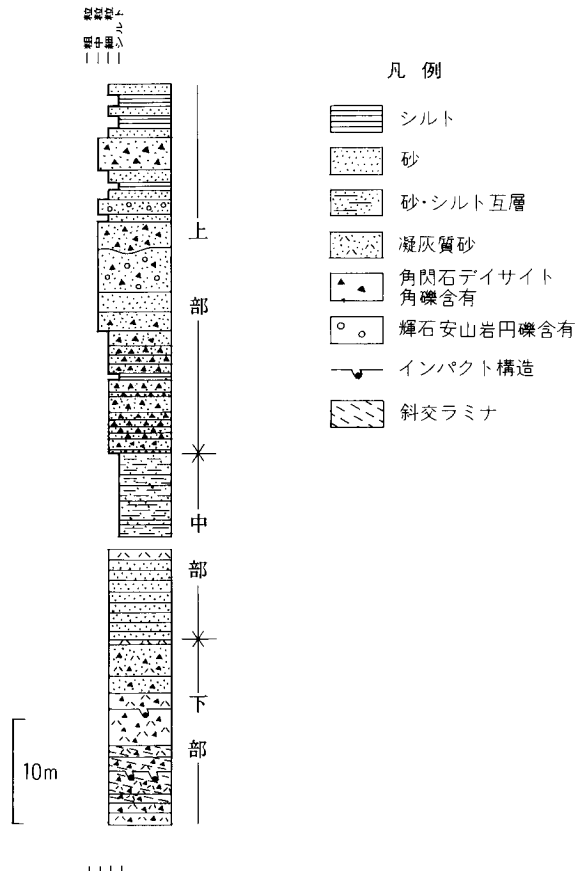 粗粒
中粒
細粒
シルト
凡例
シルト
砂
砂・シルト互層
凝灰質砂
角閃石デイサイト
角礫含有
輝石安山岩円礫含有
インパクト構造
斜交ラミナ
上
部
中
部
下
部
10m